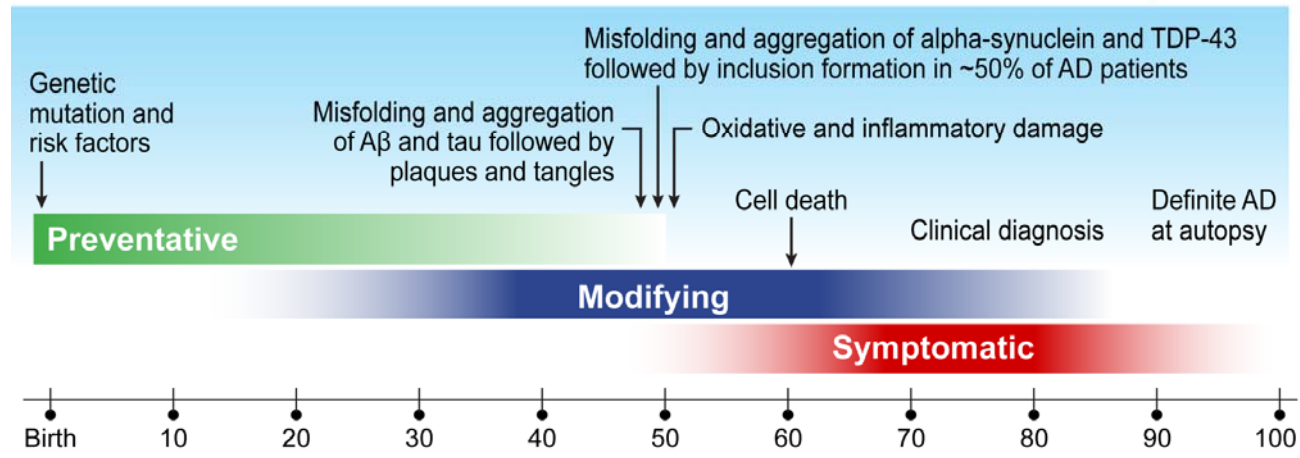 Misfolding and aggregation of alpha-synuclein and TDP-43
followed by inclusion formation in ~50% of AD patients
Genetic
mutation and
risk factors
Misfolding and aggregation
of Aβ and tau followed by
plaques and tangles
Oxidative and inflammatory damage
Cell death
Clinical diagnosis
Definite AD
at autopsy
Preventative
Modifying
Symptomatic
Birth 10 20 30 40 50 60 70 80 90 100